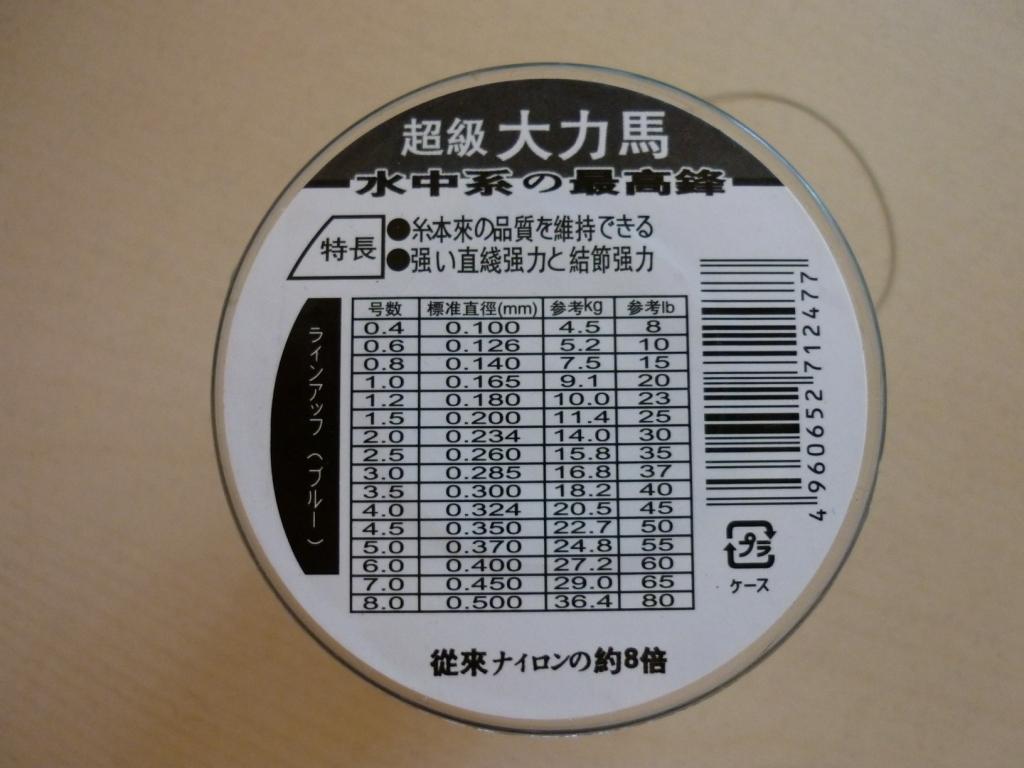 超級 大力馬
水中系の最高鋒
特長
●糸本來の品質を維持できる
●强い直綫强力と結節强力
ラインアッフ (ブルー)
号数 標准直徑(mm) 参考kg 参考lb
0.4 0.100 4.5 8
0.6 0.126 5.2 10
0.8 0.140 7.5 15
1.0 0.165 9.1 20
1.2 0.180 10.0 23
1.5 0.200 11.4 25
2.0 0.234 14.0 30
2.5 0.260 15.8 35
3.0 0.285 16.8 37
3.5 0.300 18.2 40
4.0 0.324 20.5 45
4.5 0.350 22.7 50
5.0 0.370 24.8 55
6.0 0.400 27.2 60
7.0 0.450 29.0 65
8.0 0.500 36.4 80
4 960652 712477
プラ
ケース
從來ナイロンの約8倍